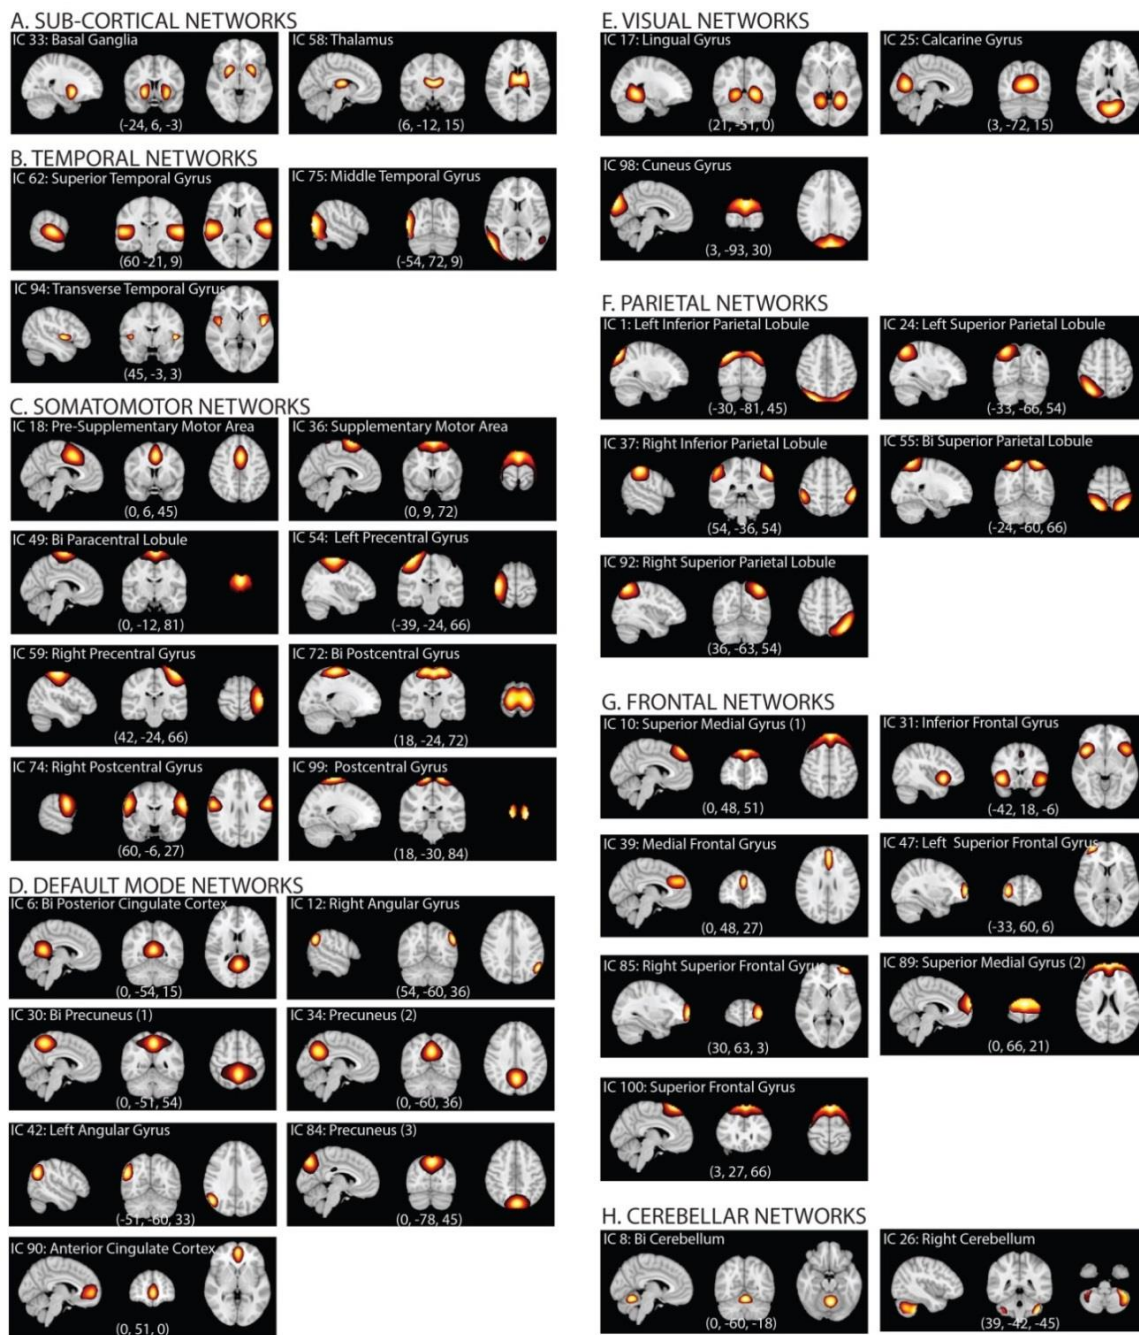 A. SUB-CORTICAL NETWORKS
IC 33: Basal Ganglia
(-24, 6, -3)
IC 58: Thalamus
(6, -12, 15)
B. TEMPORAL NETWORKS
IC 62: Superior Temporal Gyrus
(60 -21, 9)
IC 75: Middle Temporal Gyrus
(-54, 72, 9)
IC 94: Transverse Temporal Gyrus
(45, -3, 3)
C. SOMATOMOTOR NETWORKS
IC 18: Pre-Supplementary Motor Area
(0, 6, 45)
IC 36: Supplementary Motor Area
(0, 9, 72)
IC 49: Bi Paracentral Lobule
(0, -12, 81)
IC 54: Left Precentral Gyrus
(-39, -24, 66)
IC 59: Right Precentral Gyrus
(42, -24, 66)
IC 72: Bi Postcentral Gyrus
(18, -24, 72)
IC 74: Right Postcentral Gyrus
(60, -6, 27)
IC 99: Postcentral Gyrus
(18, -30, 84)
D. DEFAULT MODE NETWORKS
IC 6: Bi Posterior Cingulate Cortex
(0, -54, 15)
IC 12: Right Angular Gyrus
(54, -60, 36)
IC 30: Bi Precuneus (1)
(0, -51, 54)
IC 34: Precuneus (2)
(0, -60, 36)
IC 42: Left Angular Gyrus
(-51, -60, 33)
IC 84: Precuneus (3)
(0, -78, 45)
IC 90: Anterior Cingulate Cortex
(0, 51, 0)
E. VISUAL NETWORKS
IC 17: Lingual Gyrus
(21, -51, 0)
IC 25: Calcarine Gyrus
(3, -72, 15)
IC 98: Cuneus Gyrus
(3, -93, 30)
F. PARIETAL NETWORKS
IC 1: Left Inferior Parietal Lobule
(-30, -81, 45)
IC 24: Left Superior Parietal Lobule
(-33, -66, 54)
IC 37: Right Inferior Parietal Lobule
(54, -36, 54)
IC 55: Bi Superior Parietal Lobule
(-24, -60, 66)
IC 92: Right Superior Parietal Lobule
(36, -63, 54)
G. FRONTAL NETWORKS
IC 10: Superior Medial Gyrus (1)
(0, 48, 51)
IC 31: Inferior Frontal Gyrus
(-42, 18, -6)
IC 39: Medial Frontal Gryus
(0, 48, 27)
IC 47: Left Superior Frontal Gyrus
(-33, 60, 6)
IC 85: Right Superior Frontal Gyrus
(30, 63, 3)
IC 89: Superior Medial Gyrus (2)
(0, 66, 21)
IC 100: Superior Frontal Gyrus
(3, 27, 66)
H. CEREBELLAR NETWORKS
IC 8: Bi Cerebellum
(0, -60, -18)
IC 26: Right Cerebellum
(39, -42, -45)